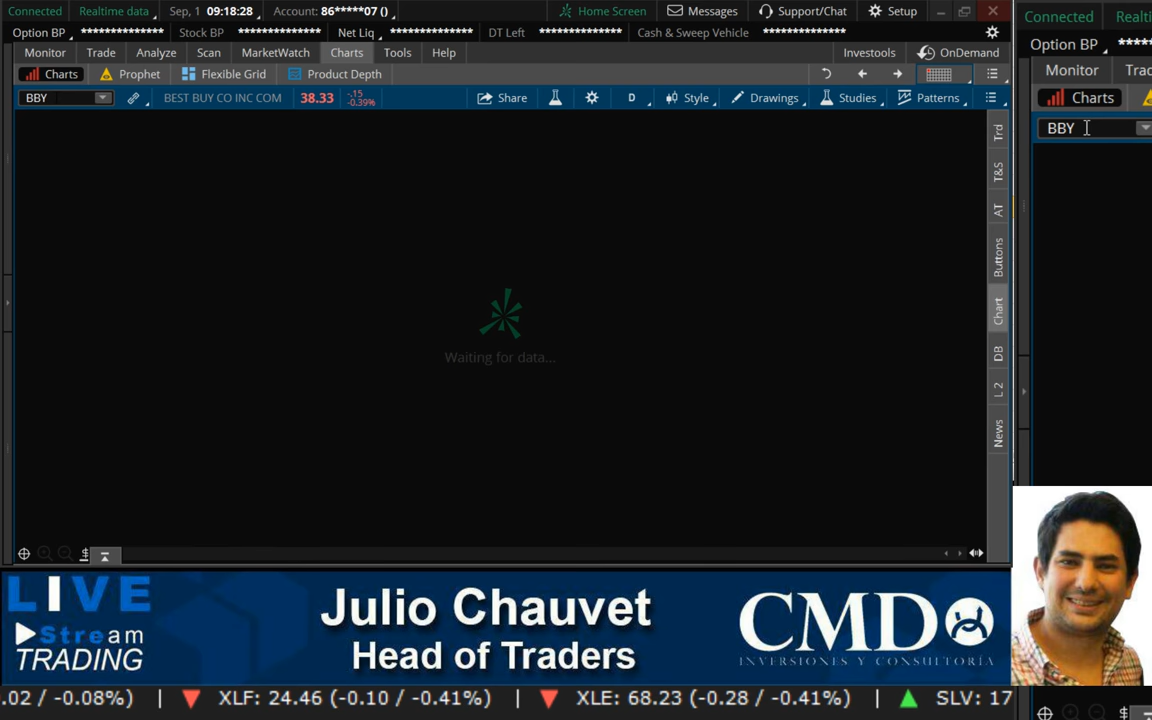 Connected Realtime data Sep, 1 09:18:28 Account: 86*****07 () Home Screen Messages Support/Chat Setup
Option BP ************** Stock BP ************** Net Liq ************** DT Left ************** Cash & Sweep Vehicle **************
Monitor Trade Analyze Scan MarketWatch Charts Tools Help Investools OnDemand
Charts Prophet Flexible Grid Product Depth
BBY BEST BUY CO INC COM 38.33 -.15 -0.39% Share D Style Drawings Studies Patterns
Trd
T&S
AT
Buttons
Chart
DB
L 2
News
Waiting for data...
Connected
Option BP
Monitor
Charts
BBY
LIVE
Stream
TRADING
Julio Chauvet
Head of Traders
CMD
INVERSIONES Y CONSULTORÍA
.02 / -0.08%) | XLF: 24.46 (-0.10 / -0.41%) | XLE: 68.23 (-0.28 / -0.41%) | SLV: 17